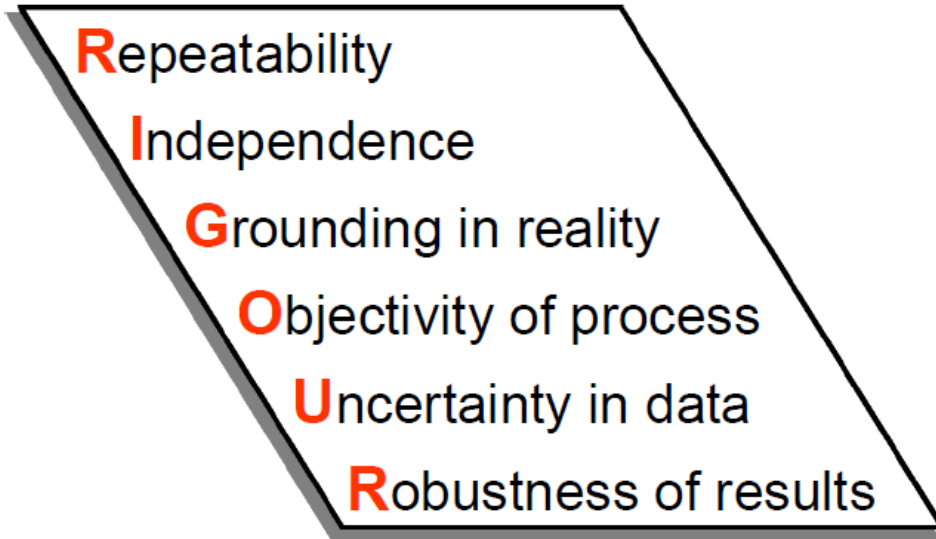 Repeatability
Independence
Grounding in reality
Objectivity of process
Uncertainty in data
Robustness of results